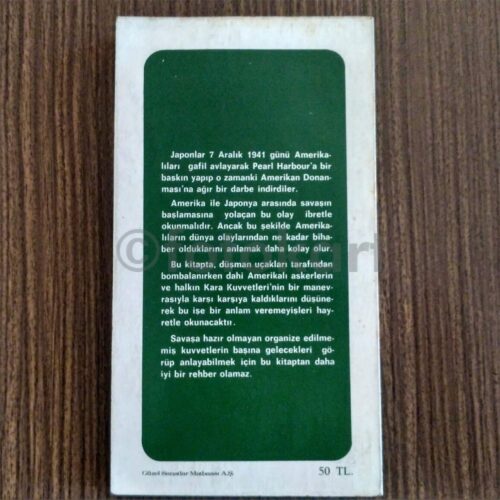 Japonlar 7 Aralık 1941 günü Amerika-
lıları gafil avlayarak Pearl Harbour'a bir
baskın yapıp o zamanki Amerikan Donan-
ması'na ağır bir darbe indirdiler.
Amerika ile Japonya arasında savaşın
başlamasına yolaçan bu olay ibretle
okunmalıdır. Ancak bu şekilde Amerika-
lıların dünya olaylarından ne kadar biha-
ber olduklarını anlamak daha kolay olur.
Bu kitapta, düşman uçakları tarafından
bombalanırken dahi Amerikalı askerlerin
ve halkın Kara Kuvvetleri'nin bir manev-
rasıyla karşı karşıya kaldıklarını düşüne-
rek bu işe bir anlam veremeyişleri hay-
retle okunacaktır.
Savaşa hazır olmayan organize edilme-
miş kuvvetlerin başına gelecekleri gö-
rüp anlayabilmek için bu kitaptan daha
iyi bir rehber olamaz.
Güzel Sanatlar Matbaası A.Ş.
50 TL.